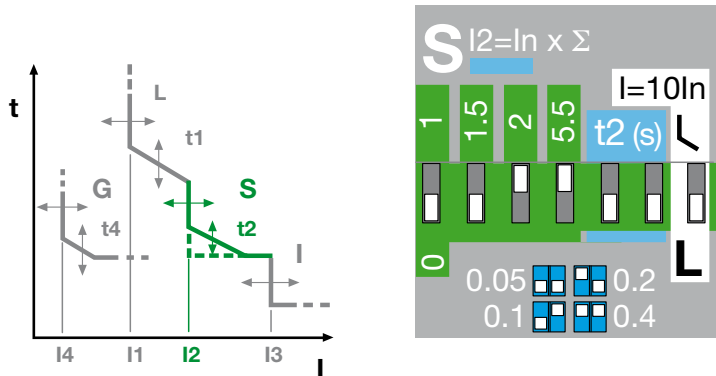 t
L
t1
G
S
t4
t2
I
I4
I1
I2
I3
I
S I2=In x Σ
I=10In
1
1.5
2
5.5
t2 (s)
0
L
0.05
0.2
0.1
0.4